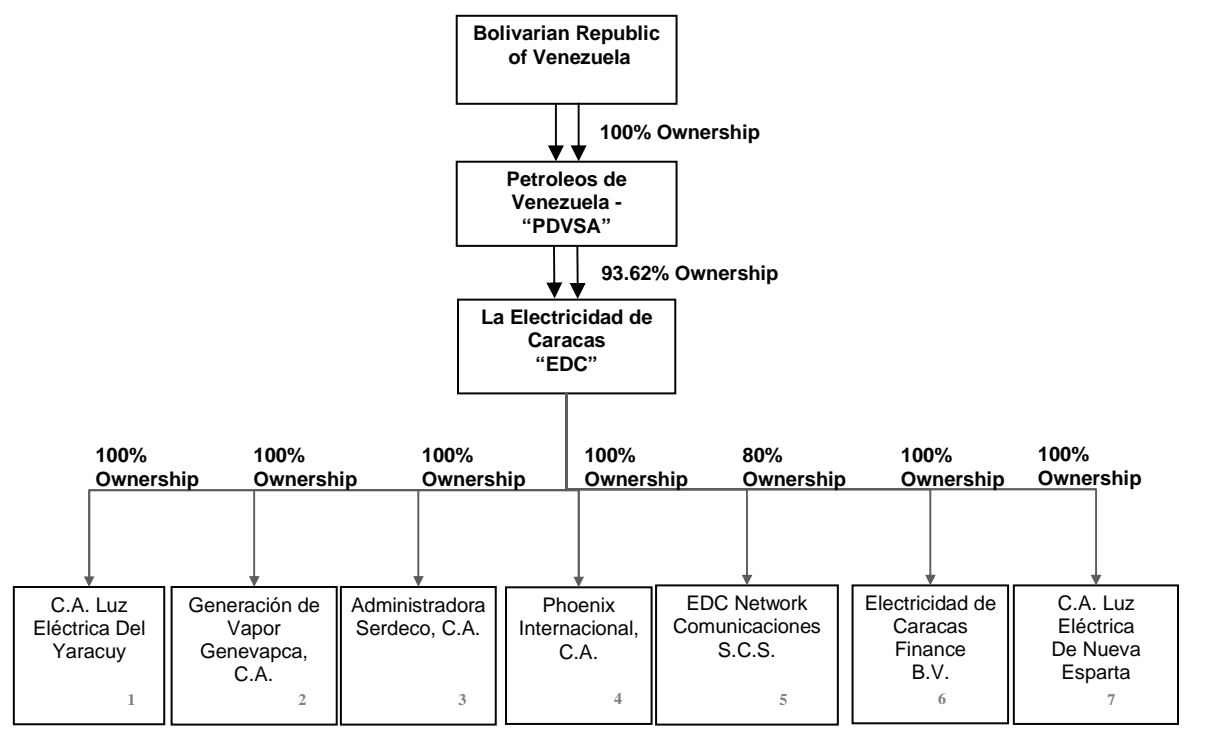 Bolivarian Republic
of Venezuela
100% Ownership
Petroleos de
Venezuela -
“PDVSA”
93.62% Ownership
La Electricidad de
Caracas
“EDC”
100%
Ownership
100%
Ownership
100%
Ownership
100%
Ownership
80%
Ownership
100%
Ownership
100%
Ownership
C.A. Luz
Eléctrica Del
Yaracuy
1
Generación de
Vapor
Genevapca,
C.A.
2
Administradora
Serdeco, C.A.
3
Phoenix
Internacional,
C.A.
4
EDC Network
Comunicaciones
S.C.S.
5
Electricidad de
Caracas
Finance
B.V.
6
C.A. Luz
Eléctrica
De Nueva
Esparta
7